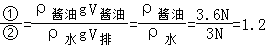 ①/② = ρ酱油gV酱油/ρ水gV排 = ρ酱油/ρ水 = 3.6N/3N = 1.2